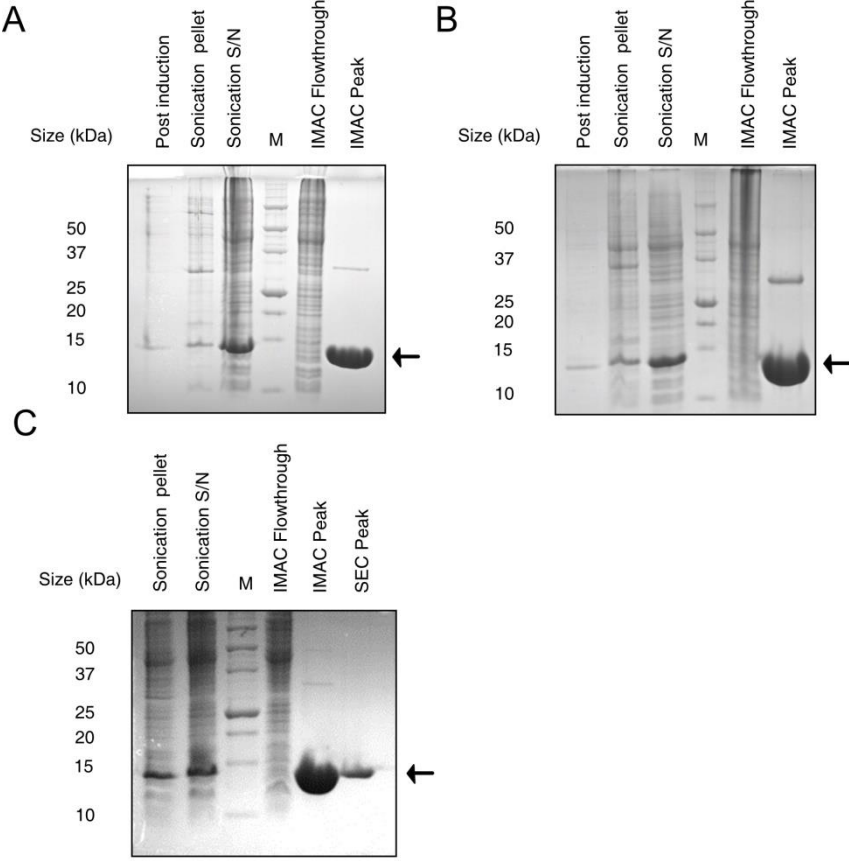 A
Post induction
Sonication pellet
Sonication S/N
M
IMAC Flowthrough
IMAC Peak
Size (kDa)
50
37
25
20
15
10
B
Post induction
Sonication pellet
Sonication S/N
M
IMAC Flowthrough
IMAC Peak
Size (kDa)
50
37
25
20
15
10
C
Sonication pellet
Sonication S/N
M
IMAC Flowthrough
IMAC Peak
SEC Peak
Size (kDa)
50
37
25
20
15
10